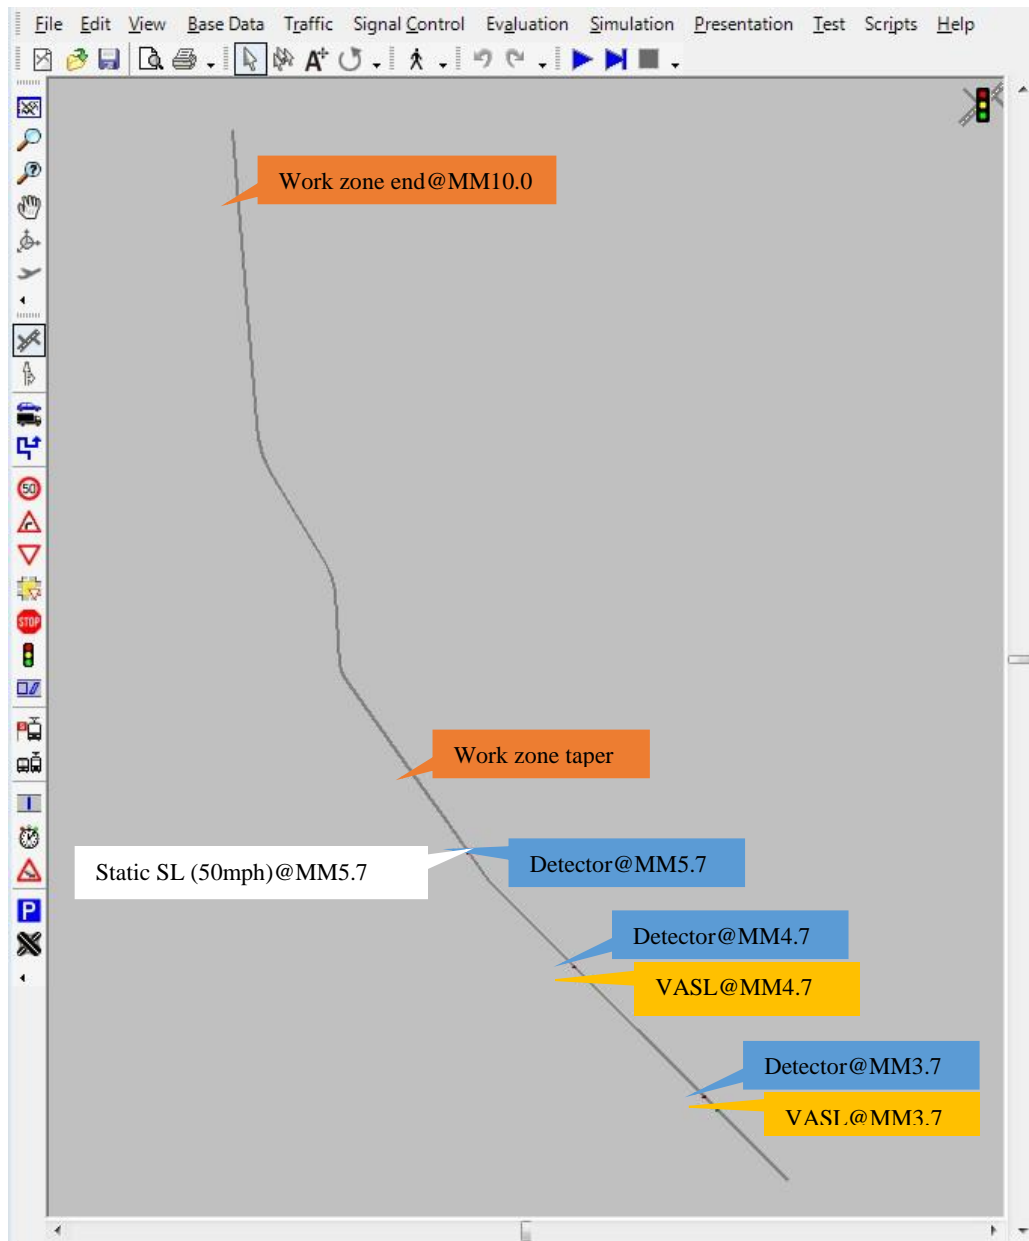 File Edit View Base Data Traffic Signal Control Evaluation Simulation Presentation Test Scripts Help
Work zone end@MM10.0
50
STOP
Work zone taper
Static SL (50mph)@MM5.7
Detector@MM5.7
P
Detector@MM4.7
VASL@MM4.7
Detector@MM3.7
VASL@MM3.7